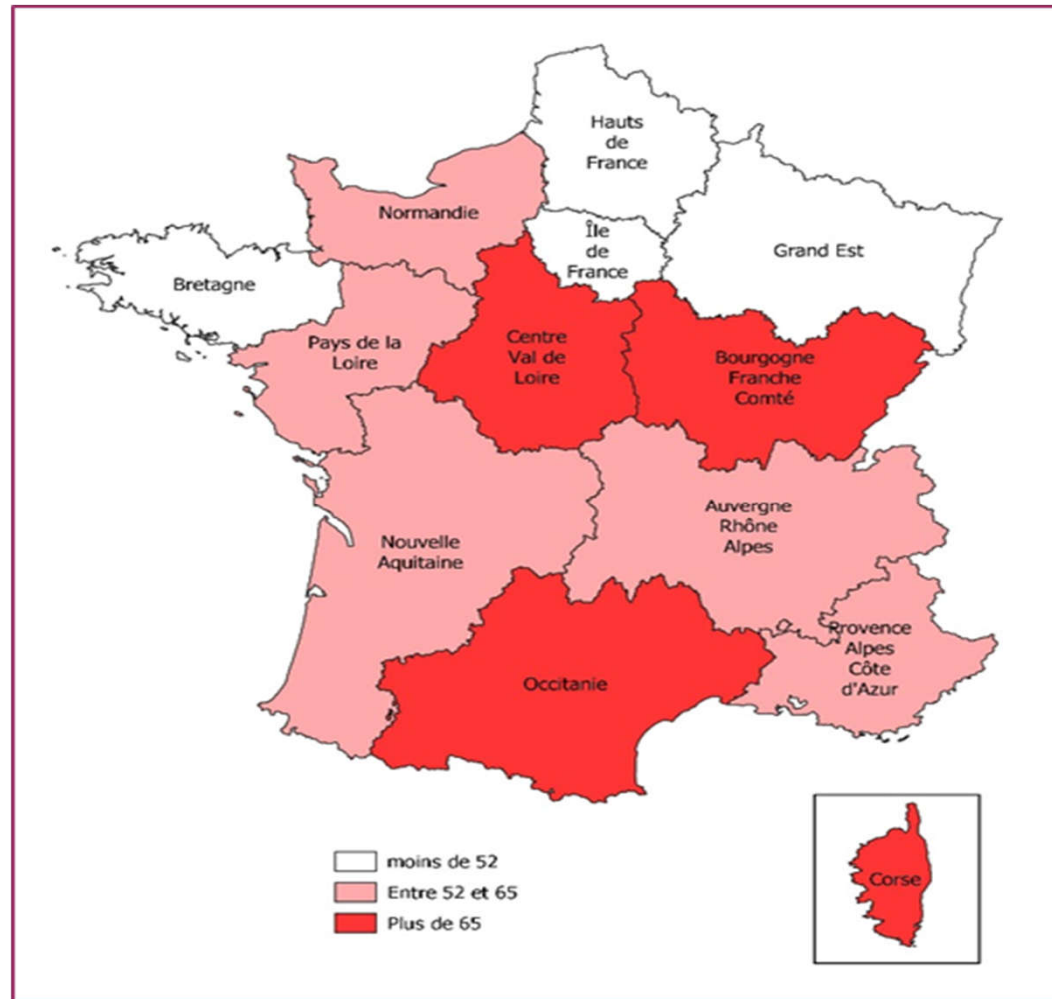 Hauts
de
France
Normandie
Île
de
France
Grand Est
Bretagne
Pays de la
Loire
Centre
Val de
Loire
Bourgogne
Franche
Comté
Auvergne
Rhône
Alpes
Nouvelle
Aquitaine
Provence
Alpes
Côte
d'Azur
Occitanie
Corse
moins de 52
Entre 52 et 65
Plus de 65